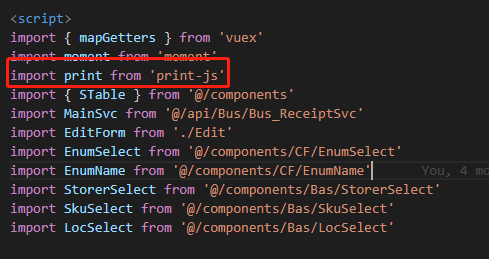 <script>
import { mapGetters } from 'vuex'
import moment from 'moment'
import print from 'print-js'
import { STable } from '@/components'
import MainSvc from '@/api/Bus/Bus_ReceiptSvc'
import EditForm from './Edit'
import EnumSelect from '@/components/CF/EnumSelect'
import EnumName from '@/components/CF/EnumName' You, 4 mo
import StorerSelect from '@/components/Bas/StorerSelect'
import SkuSelect from '@/components/Bas/SkuSelect'
import LocSelect from '@/components/Bas/LocSelect'